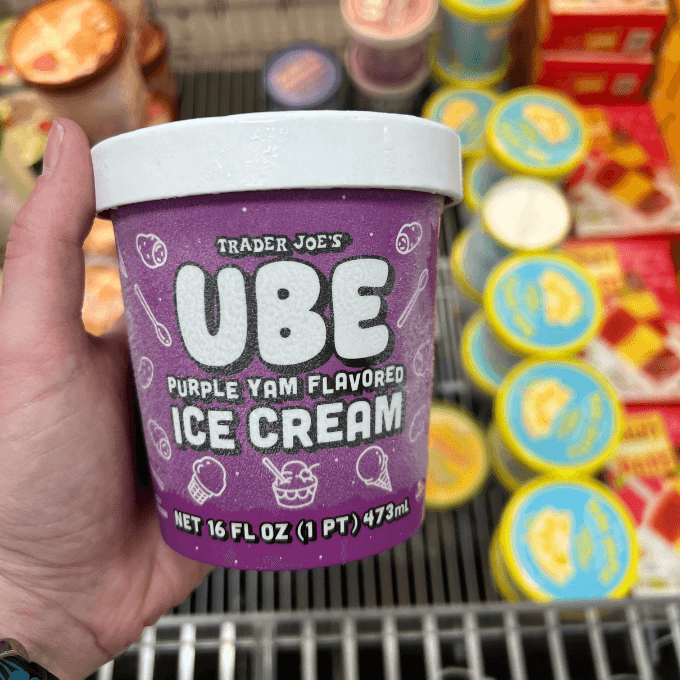 TRADER JOE'S
UBE
PURPLE YAM FLAVORED
ICE CREAM
NET 16 FL OZ (1 PT) 473mL